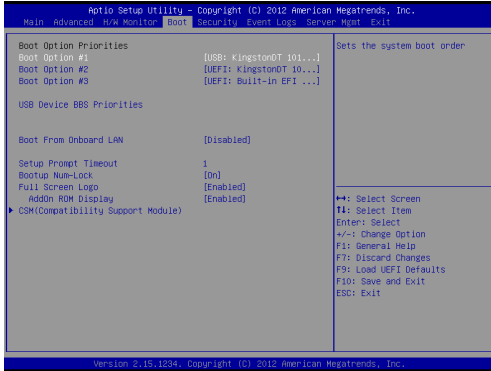 Aptio Setup Utility - Copyright (C) 2012 American Megatrends, Inc.
Main Advanced H/W Monitor Boot Security Event Logs Server Mgmt Exit
Boot Option Priorities
Boot Option #1 [USB: KingstonDT 101...]
Boot Option #2 [UEFI: KingstonDT 10...]
Boot Option #3 [UEFI: Built-in EFI ...]
USB Device BBS Priorities
Boot From Onboard LAN [Disabled]
Setup Prompt Timeout 1
Bootup Num-Lock [On]
Full Screen Logo [Enabled]
AddOn ROM Display [Enabled]
CSM(Compatibility Support Module)
Sets the system boot order
↔: Select Screen
↑↓: Select Item
Enter: Select
+/-: Change Option
F1: General Help
F7: Discard Changes
F9: Load UEFI Defaults
F10: Save and Exit
ESC: Exit
Version 2.15.1234. Copyright (C) 2012 American Megatrends, Inc.